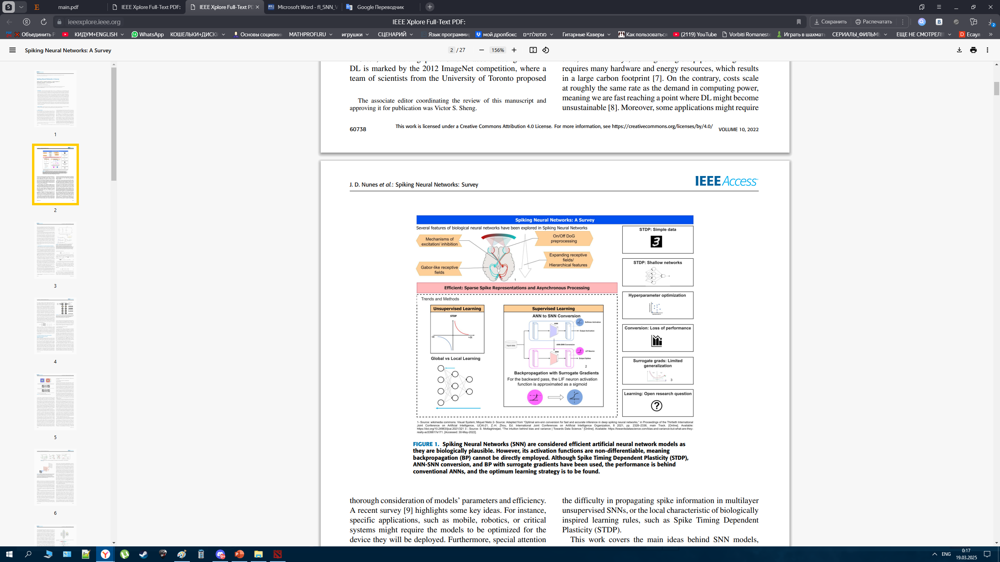 5
main.pdf
IEEE Xplore Full-Text PDF:
IEEE Xplore Full-Text PD
Microsoft Word - fl_SNN_V
Google Переводчик
ieeexplore.ieee.org
IEEE Xplore Full-Text PDF:
Сохранить
Распечатать
2
Объединить P
КИДУМ+ENGLISH
WhatsApp
КОШЕЛЬКИ+ДИСКИ
Основы соционик
MATHPROFI.RU
игрушки
СЦЕНАРИЙ
Язык программи
мой дропбокс
ממשלתיים
Гитарные Каверы
Как пользоваться
(2119) YouTube
Vorbiti Romaneste
Играть в шахмат
СЕРИАЛЫ_ФИЛЬМЫ
ЕЩЕ НЕ СМОТРЕЛ!!!
Есаул
Spiking Neural Networks: A Survey
2 / 27
156%
1
2
3
4
5
6
DL is marked by the 2012 ImageNet competition, where a
team of scientists from the University of Toronto proposed
The associate editor coordinating the review of this manuscript and
approving it for publication was Victor S. Sheng.
requires many hardware and energy resources, which results
in a large carbon footprint [7]. On the contrary, costs scale
at roughly the same rate as the demand in computing power,
meaning we are fast reaching a point where DL might become
unsustainable [8]. Moreover, some applications might require
60738
This work is licensed under a Creative Commons Attribution 4.0 License. For more information, see https://creativecommons.org/licenses/by/4.0/
VOLUME 10, 2022
J. D. Nunes et al.: Spiking Neural Networks: Survey
IEEE Access
Spiking Neural Networks: A Survey
Several features of biological neural networks have been explored in Spiking Neural Networks
Mechanisms of
excitation/ inhibition
On/Off DoG
preprocessing
Gabor-like receptive
fields
Expanding receptive
fields/
Hierarchical features
1
Efficient: Sparse Spike Representations and Asynchronous Processing
Trends and Methods
Unsupervised Learning
STDP
-Δt
+Δt
Global vs Local Learning
Supervised Learning
ANN to SNN Conversion
ANN
Softmax Activation
Output Activation
Input data
ANN-SNN Conversion
SNN
LIF Neuron
Output Spikes
2
Backpropagation with Surrogate Gradients
For the backward pass, the LIF neuron activation
function is approximated as a sigmoid
STDP: Simple data
3
STDP: Shallow networks
Hyperparameter optimization
Conversion: Loss of performance
Surrogate grads: Limited
generalization
3
Learning: Open research question
?
1- Source: wikimedia commons. Visual System; Miquel Nieto 2- Source: Adapted from "Optimal ann-snn conversion for fast and accurate inference in deep spiking neural networks," in Proceedings of the Thirtieth International
Joint Conference on Artificial Intelligence, IJCAI-21, Z.-H. Zhou, Ed. International Joint Conferences on Artificial Intelligence Organization, 8 2021, pp. 2328–2336, main Track. [Online]. Available:
https://doi.org/10.24963/ijcai.2021/321 3 - Source: S. Mottaghinejad, "The intuition behind bias and variance | Towards Data Science." [Online]. Available: https://towardsdatascience.com/bias-and-variance-but-what-are-they-
really-ac539817e171. [Accessed: 30-May-2022].
FIGURE 1. Spiking Neural Networks (SNN) are considered efficient artificial neural network models as
they are biologically plausible. However, its activation functions are non-differentiable, meaning
backpropagation (BP) cannot be directly employed. Although Spike Timing Dependent Plasticity (STDP),
ANN-SNN conversion, and BP with surrogate gradients have been used, the performance is behind
conventional ANNs, and the optimum learning strategy is to be found.
thorough consideration of models' parameters and efficiency.
A recent survey [9] highlights some key ideas. For instance,
specific applications, such as mobile, robotics, or critical
systems might require the models to be optimized for the
device they will be deployed. Furthermore, special attention
the difficulty in propagating spike information in multilayer
unsupervised SNNs, or the local characteristic of biologically
inspired learning rules, such as Spike Timing Dependent
Plasticity (STDP).
This work covers the main ideas behind SNN models,
9+
ENG
0:17
19.03.2025